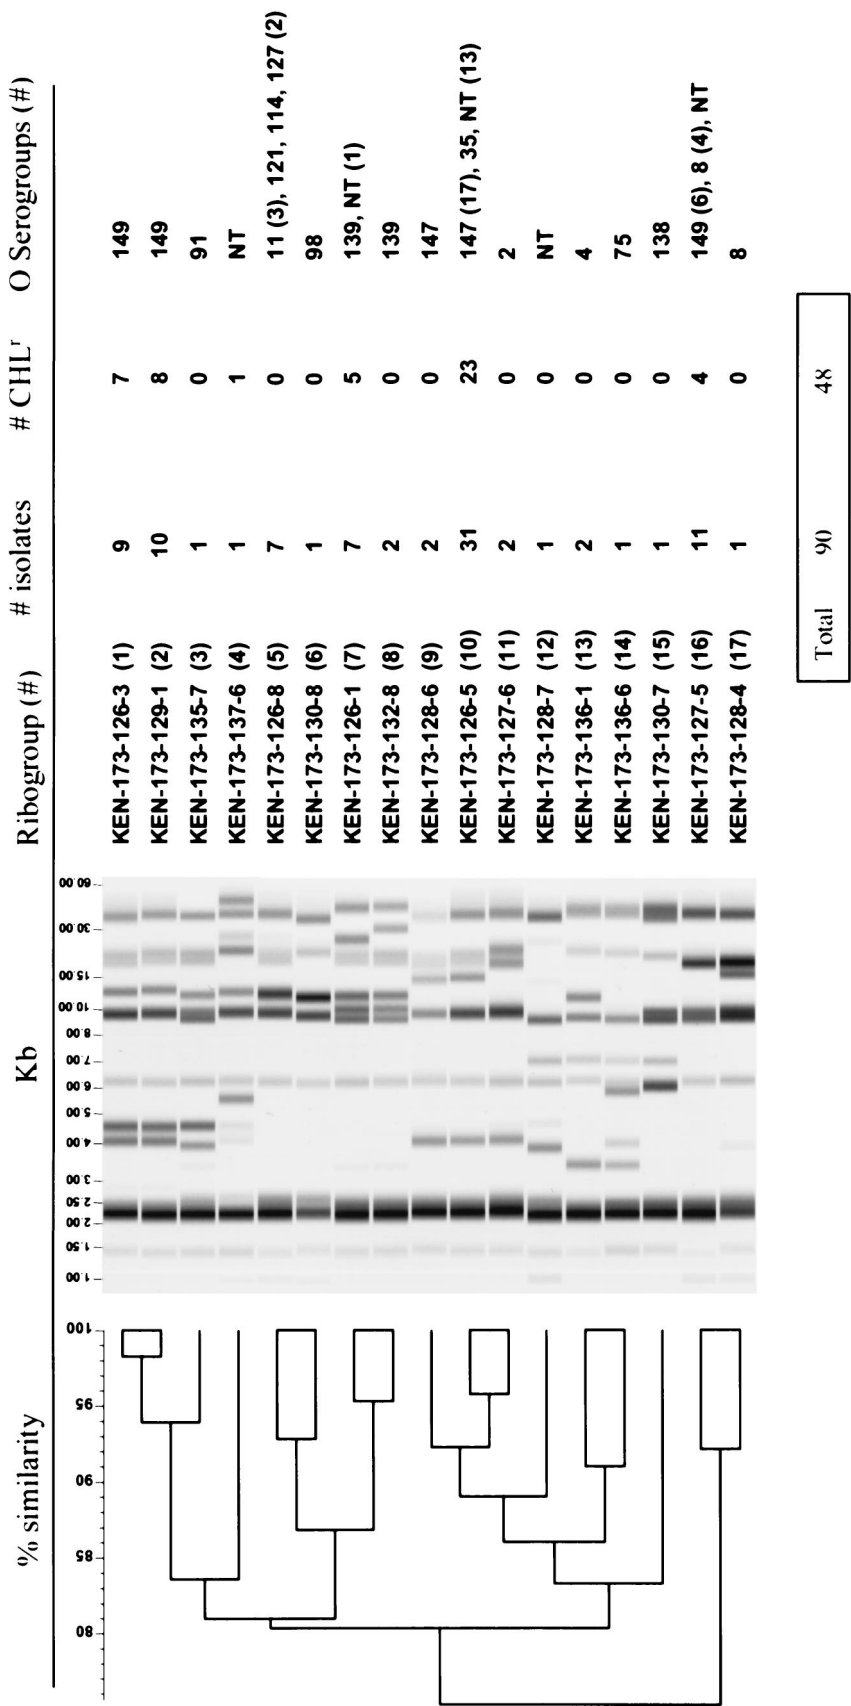 % similarity Kb Ribogroup (#) # isolates # CHLʳ O Serogroups (#)
80 85 90 95 100 1.00 1.50 2.00 2.50 3.00 4.00 5.00 6.00 7.00 8.00 10.00 15.00 30.00 60.00
KEN-173-126-3 (1) 9 7 149
KEN-173-129-1 (2) 10 8 149
KEN-173-135-7 (3) 1 0 91
KEN-173-137-6 (4) 1 1 NT
KEN-173-126-8 (5) 7 0 11 (3), 121, 114, 127 (2)
KEN-173-130-8 (6) 1 0 98
KEN-173-126-1 (7) 7 5 139, NT (1)
KEN-173-132-8 (8) 2 0 139
KEN-173-128-6 (9) 2 0 147
KEN-173-126-5 (10) 31 23 147 (17), 35, NT (13)
KEN-173-127-6 (11) 2 0 2
KEN-173-128-7 (12) 1 0 NT
KEN-173-136-1 (13) 2 0 4
KEN-173-136-6 (14) 1 0 75
KEN-173-130-7 (15) 1 0 138
KEN-173-127-5 (16) 11 4 149 (6), 8 (4), NT
KEN-173-128-4 (17) 1 0 8
Total 90 48